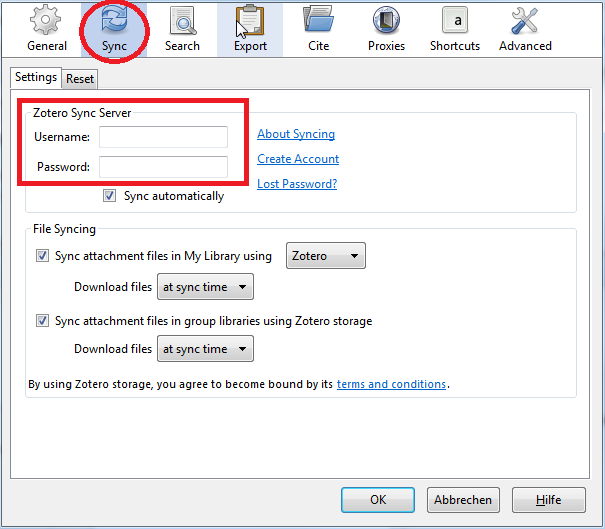 General Sync Search Export Cite Proxies a Shortcuts Advanced
Settings Reset
Zotero Sync Server
Username: About Syncing
Password: Create Account
Lost Password?
Sync automatically
File Syncing
Sync attachment files in My Library using Zotero
Download files at sync time
Sync attachment files in group libraries using Zotero storage
Download files at sync time
By using Zotero storage, you agree to become bound by its terms and conditions.
OK Abbrechen Hilfe